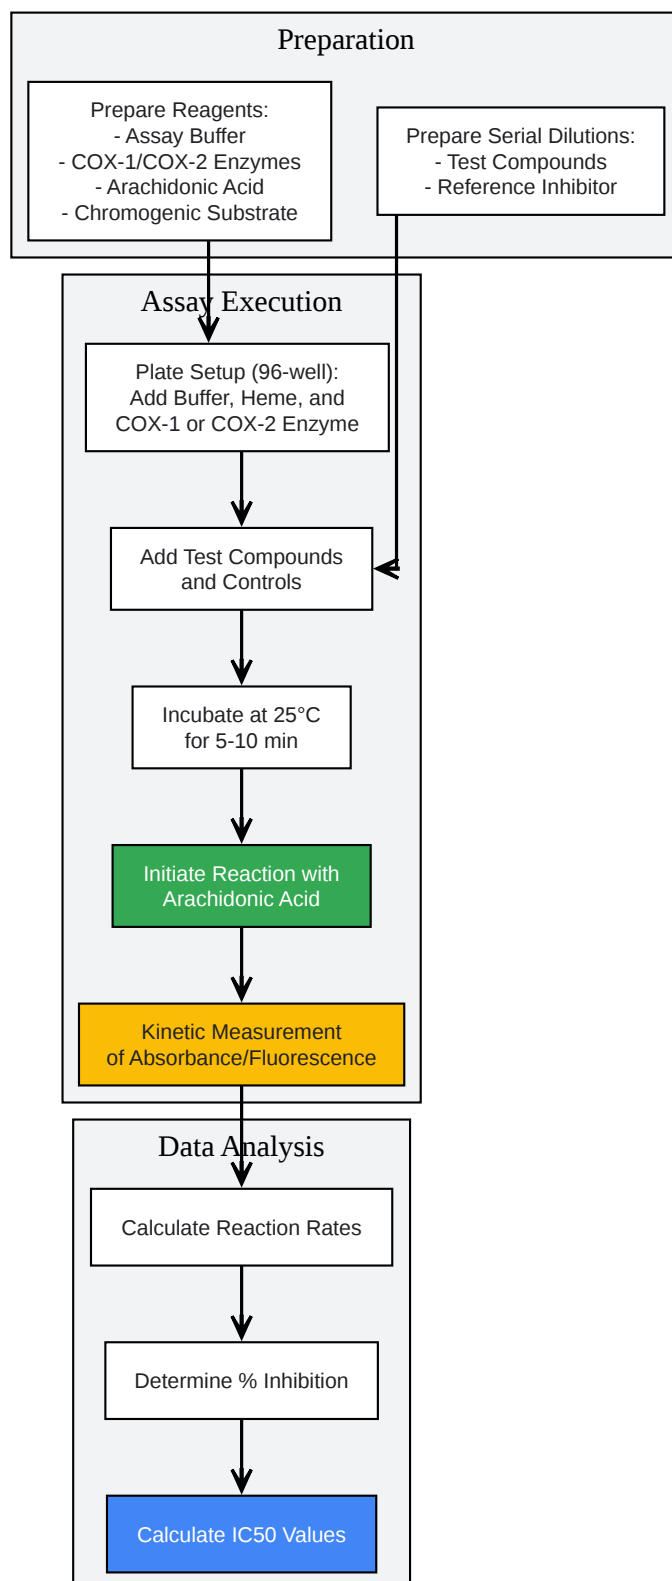 Preparation
Prepare Reagents:
- Assay Buffer
- COX-1/COX-2 Enzymes
- Arachidonic Acid
- Chromogenic Substrate
Prepare Serial Dilutions:
- Test Compounds
- Reference Inhibitor
Assay Execution
Plate Setup (96-well):
Add Buffer, Heme, and
COX-1 or COX-2 Enzyme
Add Test Compounds
and Controls
Incubate at 25°C
for 5-10 min
Initiate Reaction with
Arachidonic Acid
Kinetic Measurement
of Absorbance/Fluorescence
Data Analysis
Calculate Reaction Rates
Determine % Inhibition
Calculate IC50 Values